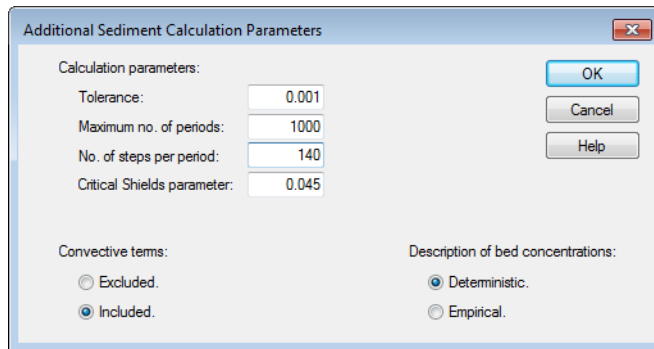 Additional Sediment Calculation Parameters
Calculation parameters:
Tolerance: 0.001
Maximum no. of periods: 1000
No. of steps per period: 140
Critical Shields parameter: 0.045
OK
Cancel
Help
Convective terms:
Excluded.
Included.
Description of bed concentrations:
Deterministic.
Empirical.